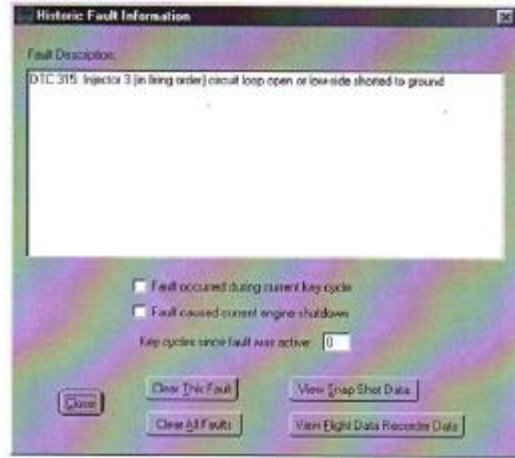 Historic Fault Information
Fault Description:
DTC 315: Injector 3 (in firing order) circuit loop open or low-side shorted to ground
Fault occurred during current key cycle
Fault caused current engine shutdown
Key cycles since fault was active: 0
Close
Clear This Fault
View Snap Shot Data
Clear All Faults
View Flight Data Recorder Data